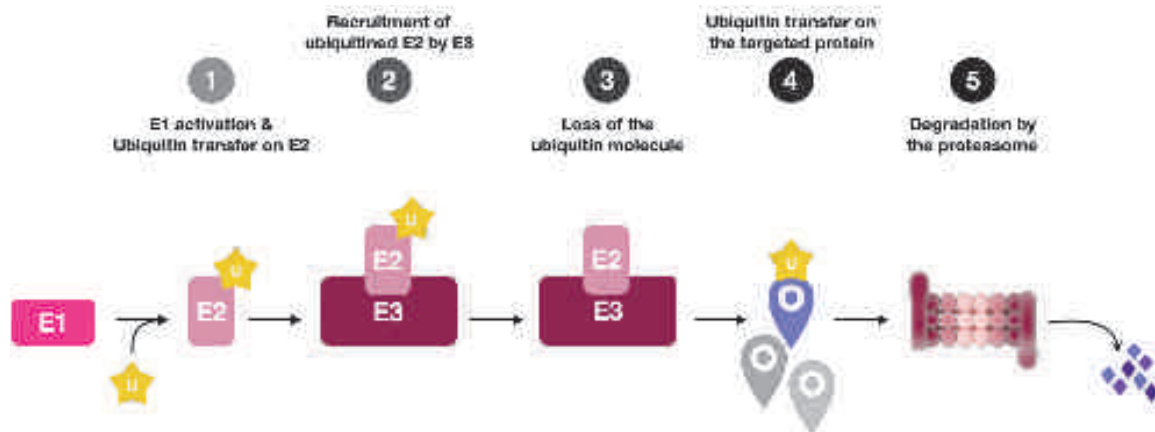 1
E1 activation &
Ubiquitin transfer on E2
Recruitment of
ubiquitined E2 by E3
2
3
Loss of the
ubiquitin molecule
Ubiquitin transfer on
the targeted protein
4
5
Degradation by
the proteasome
E1
U
E2
U
E2
U
E3
E2
E3
U